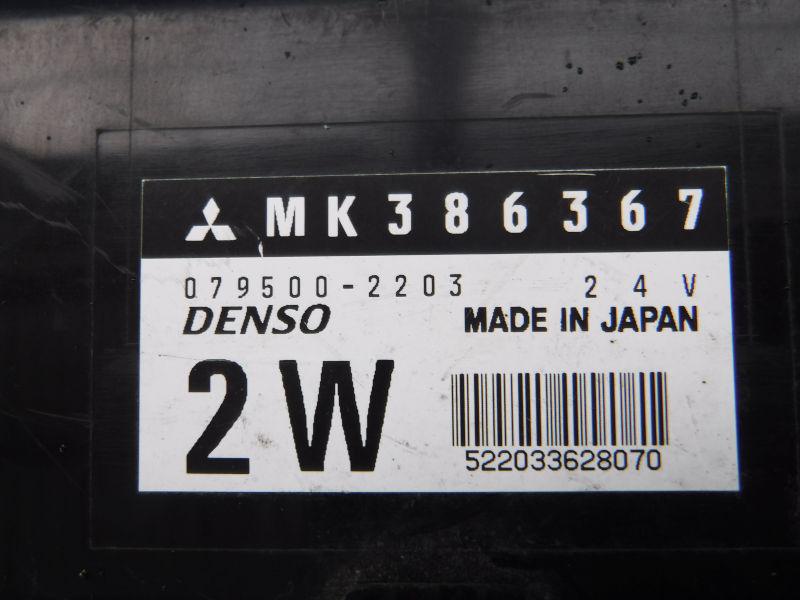 MK386367
079500-2203 24V
DENSO MADE IN JAPAN
2W
522033628070